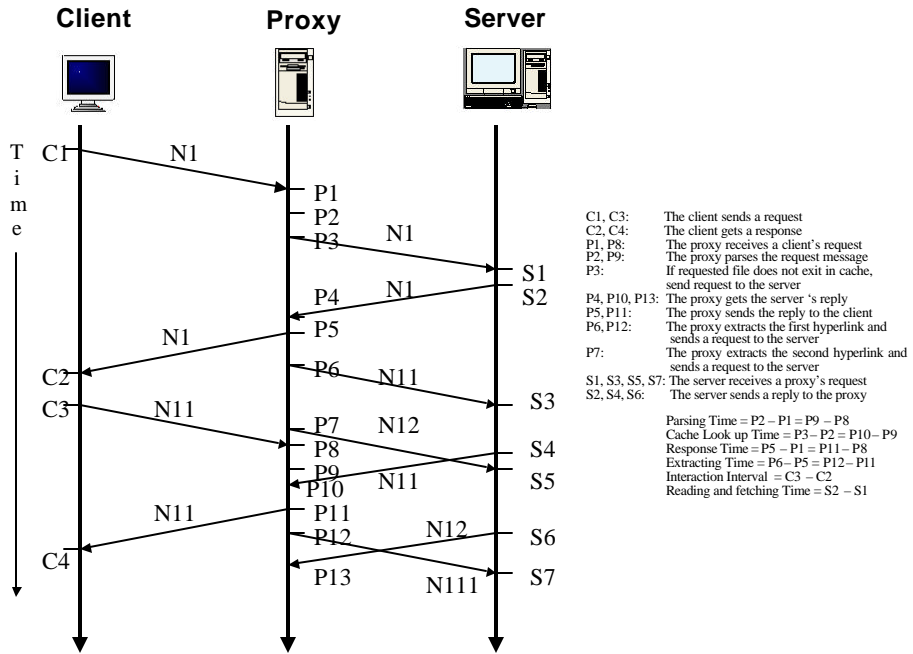 Client
Proxy
Server
T
i
m
e
C1
N1
P1
P2
P3
N1
S1
S2
P4
N1
P5
N1
C2
P6
N11
S3
C3
N11
P7
N12
P8
S4
P9
N11
S5
P10
N11
P11
P12
N12
S6
C4
P13
N111
S7
C1, C3: The client sends a request
C2, C4: The client gets a response
P1, P8: The proxy receives a client's request
P2, P9: The proxy parses the request message
P3: If requested file does not exit in cache,
send request to the server
P4, P10, P13: The proxy gets the server 's reply
P5, P11: The proxy sends the reply to the client
P6, P12: The proxy extracts the first hyperlink and
sends a request to the server
P7: The proxy extracts the second hyperlink and
sends a request to the server
S1, S3, S5, S7: The server receives a proxy's request
S2, S4, S6: The server sends a reply to the proxy
Parsing Time = P2 – P1 = P9 – P8
Cache Look up Time = P3 – P2 = P10 – P9
Response Time = P5 – P1 = P11 – P8
Extracting Time = P6 – P5 = P12 – P11
Interaction Interval = C3 – C2
Reading and fetching Time = S2 – S1